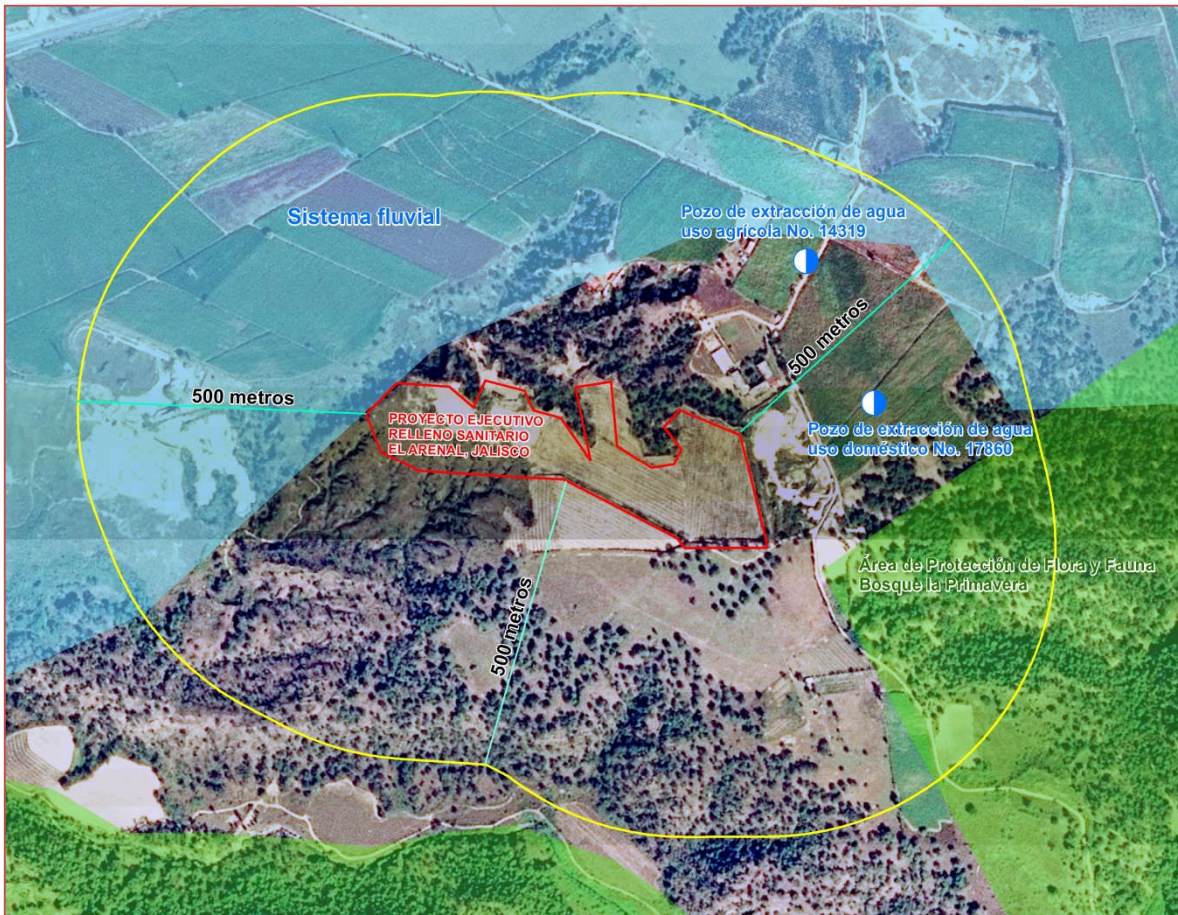 Sistema fluvial
Pozo de extracción de agua
uso agrícola No. 14319
500 metros
500 metros
PROYECTO EJECUTIVO
RELLENO SANITARIO
EL ARENAL, JALISCO
Pozo de extracción de agua
uso doméstico No. 17860
Área de Protección de Flora y Fauna
Bosque la Primavera
500 metros